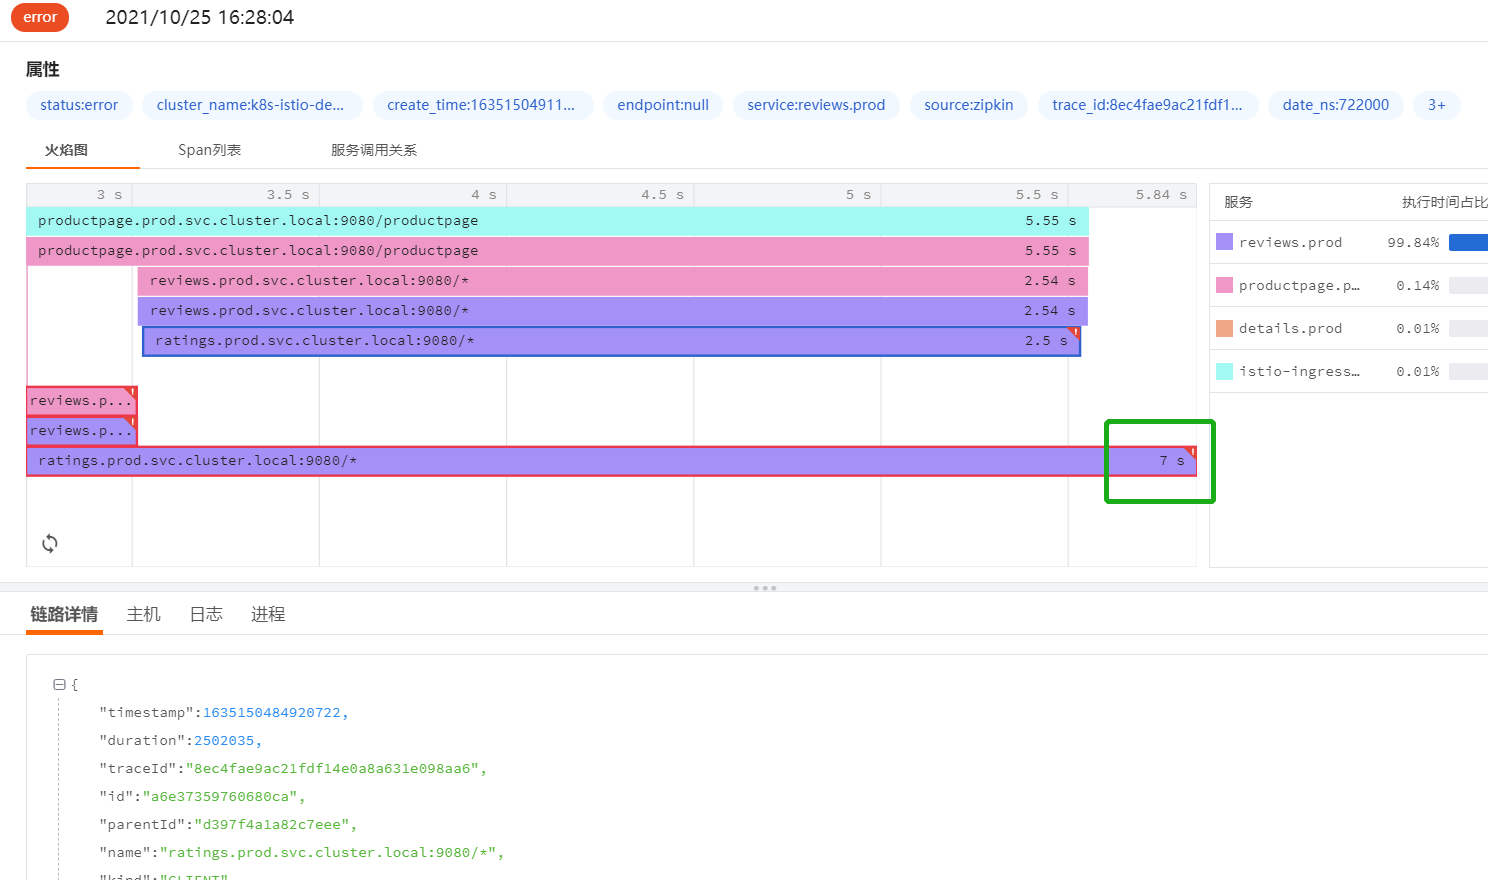 error 2021/10/25 16:28:04
属性
status:error cluster_name:k8s-istio-de... create_time:16351504911... endpoint:null service:reviews.prod source:zipkin trace_id:8ec4fae9ac21fdf1... date_ns:722000 3+
火焰图 Span列表 服务调用关系
3 s 3.5 s 4 s 4.5 s 5 s 5.5 s 5.84 s
productpage.prod.svc.cluster.local:9080/productpage 5.55 s
productpage.prod.svc.cluster.local:9080/productpage 5.55 s
reviews.prod.svc.cluster.local:9080/* 2.54 s
reviews.prod.svc.cluster.local:9080/* 2.54 s
ratings.prod.svc.cluster.local:9080/* 2.5 s
reviews.p...
reviews.p...
ratings.prod.svc.cluster.local:9080/* 7 s
服务 执行时间占比
reviews.prod 99.84%
productpage.p... 0.14%
details.prod 0.01%
istio-ingress... 0.01%
链路详情 主机 日志 进程
{
"timestamp":1635150484920722,
"duration":2502035,
"traceId":"8ec4fae9ac21fdf14e0a8a631e098aa6",
"id":"a6e37359760680ca",
"parentId":"d397f4a1a82c7eee",
"name":"ratings.prod.svc.cluster.local:9080/*",
"kind":"CLIENT"